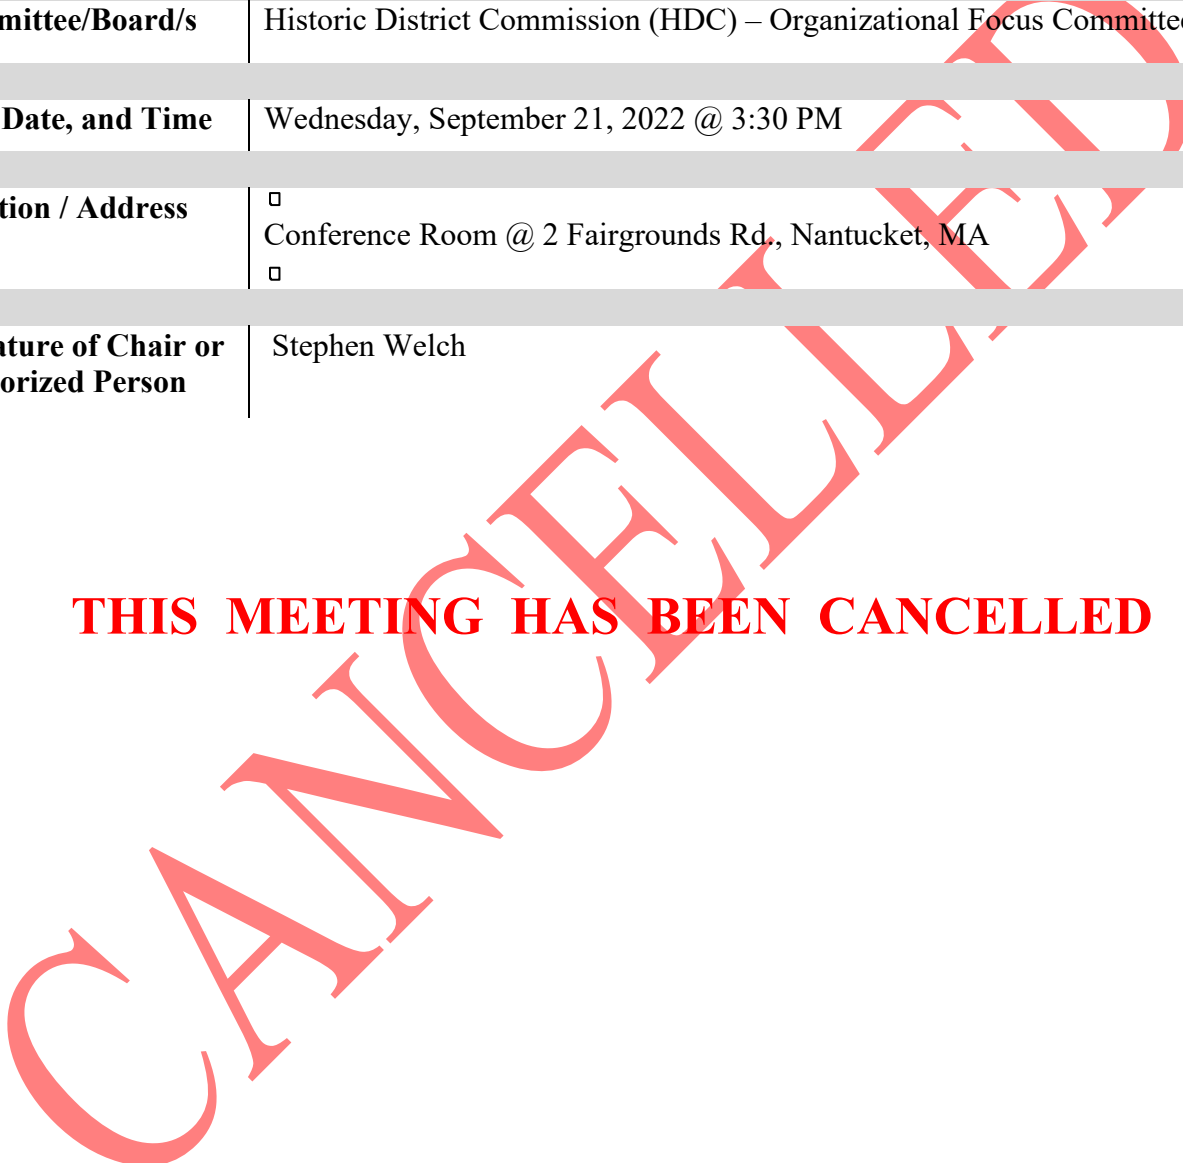 mittee/Board/s Historic District Commission (HDC) – Organizational Focus Committee
Date, and Time Wednesday, September 21, 2022 @ 3:30 PM
tion / Address
Conference Room @ 2 Fairgrounds Rd., Nantucket, MA
ature of Chair or Stephen Welch
orized Person
THIS MEETING HAS BEEN CANCELLED
CANCELLED